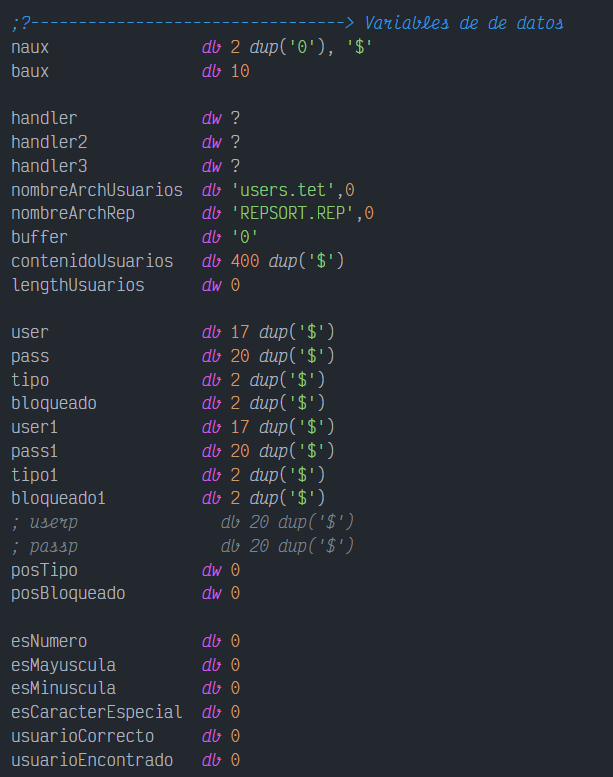 ;?---------------------------------> Variables de de datos
naux                db 2 dup('0'), '$'
baux                db 10
handler             dw ?
handler2            dw ?
handler3            dw ?
nombreArchUsuarios  db 'users.tet',0
nombreArchRep       db 'REPSORT.REP',0
buffer              db '0'
contenidoUsuarios   db 400 dup('$')
lengthUsuarios      dw 0
user                db 17 dup('$')
pass                db 20 dup('$')
tipo                db 2 dup('$')
bloqueado           db 2 dup('$')
user1               db 17 dup('$')
pass1               db 20 dup('$')
tipo1               db 2 dup('$')
bloqueado1          db 2 dup('$')
; userp               db 20 dup('$')
; passp               db 20 dup('$')
posTipo             dw 0
posBloqueado        dw 0
esNumero            db 0
esMayuscula         db 0
esMinuscula         db 0
esCaracterEspecial  db 0
usuarioCorrecto     db 0
usuarioEncontrado   db 0